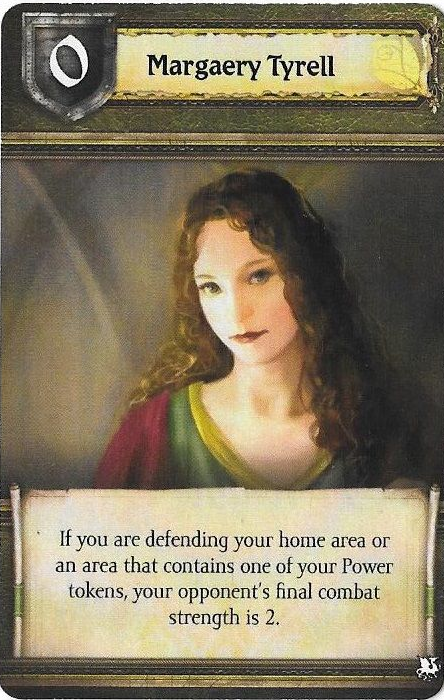 0
Margaery Tyrell
If you are defending your home area or
an area that contains one of your Power
tokens, your opponent's final combat
strength is 2.